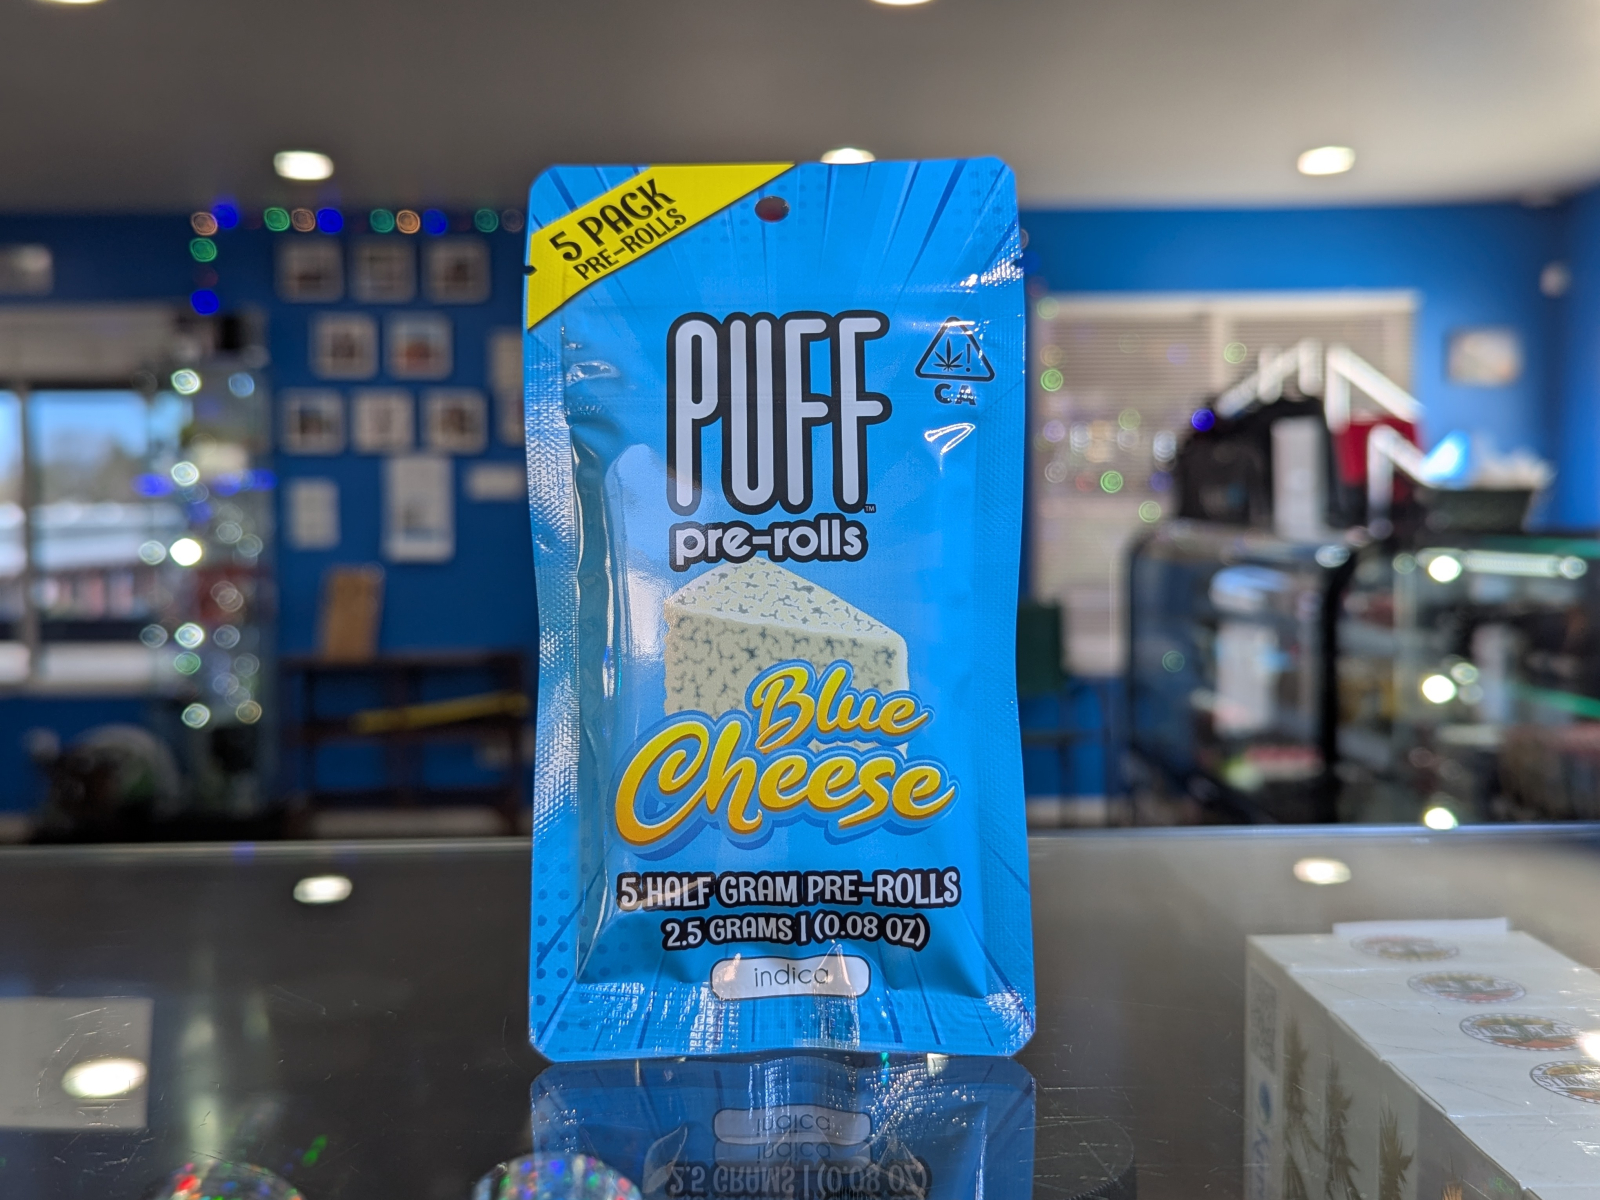 5 PACK
PRE-ROLLS
PUFF™
pre-rolls
CA
Blue
Cheese
5 HALF GRAM PRE-ROLLS
2.5 GRAMS | (0.08 OZ)
indica